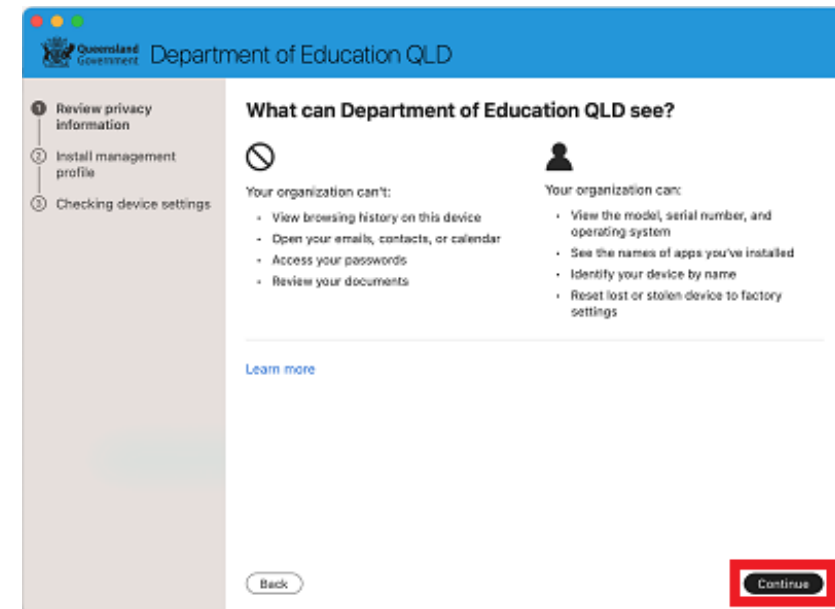 Queensland
Government
Department of Education QLD
1 Review privacy
information
2 Install management
profile
3 Checking device settings
What can Department of Education QLD see?
Your organization can't:
• View browsing history on this device
• Open your emails, contacts, or calendar
• Access your passwords
• Review your documents
Your organization can:
• View the model, serial number, and
operating system
• See the names of apps you've installed
• Identify your device by name
• Reset lost or stolen device to factory
settings
Learn more
Back
Continue